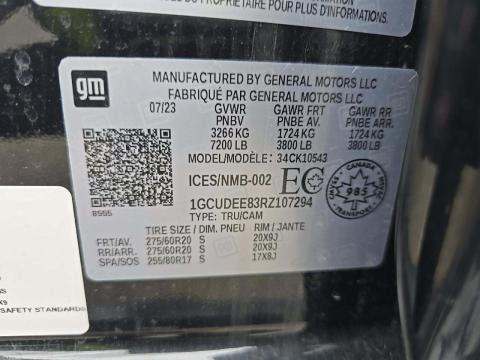 POUR PLUS D'INFORMATIONS.
gm
MANUFACTURED BY GENERAL MOTORS LLC
FABRIQUÉ PAR GENERAL MOTORS LLC
07/23 GVWR GAWR FRT GAWR RR
PNBV PNBE AV. PNBE ARR.
3266 KG 1724 KG 1724 KG
7200 LB 3800 LB 3800 LB
MODEL/MODÈLE: 34CK10543
ICES/NMB-002 EC
CANADA
985
1GCUDEE83RZ107294
TYPE: TRU/CAM
TIRE SIZE / DIM. PNEU RIM / JANTE
FRT/AV. 275/60R20 S 20X9J
RR/ARR. 275/60R20 S 20X9J
SPA/SOS 255/80R17 S 17X8J
SAFETY STANDARDS